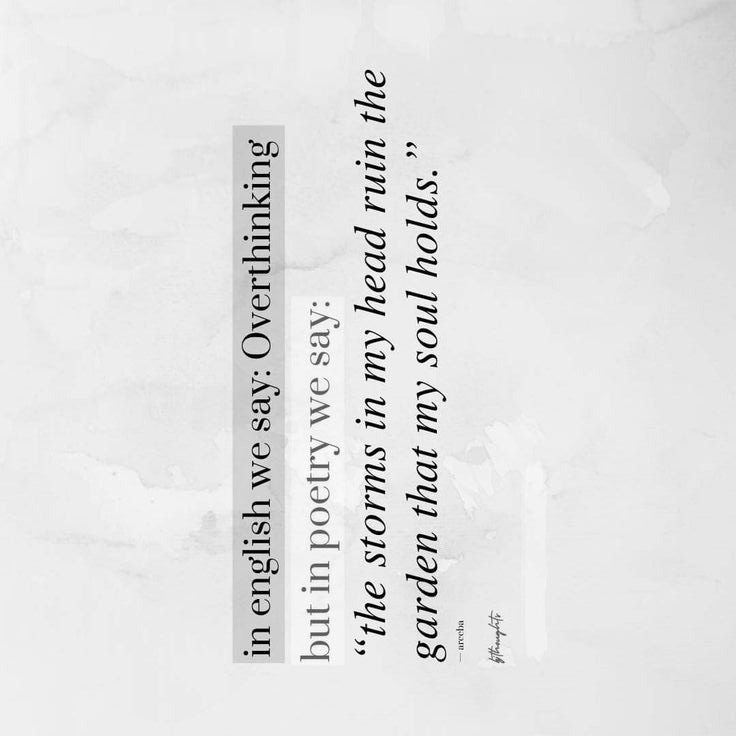 in english we say: Overthinking
but in poetry we say:
“the storms in my head ruin the
garden that my soul holds.”
— areeba
bjthoughts